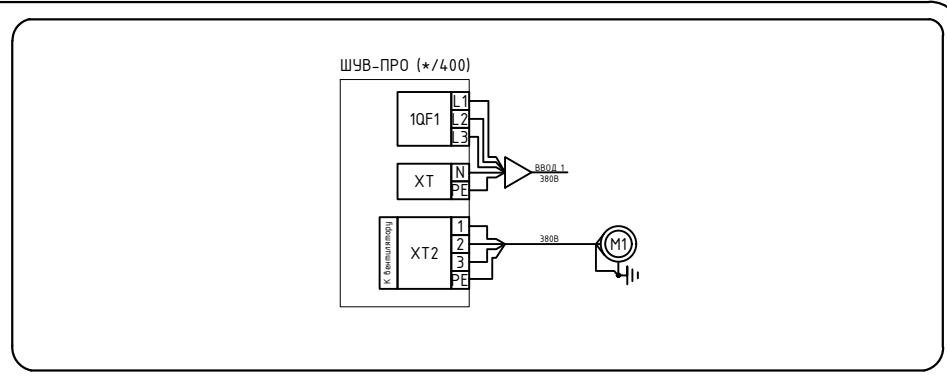 ШУВ-ПРО (*/400)
1QF1
L1
L2
L3
ВВОД 1
380В
XT
N
PE
К вентилятору
XT2
1
2
3
PE
380В
M1